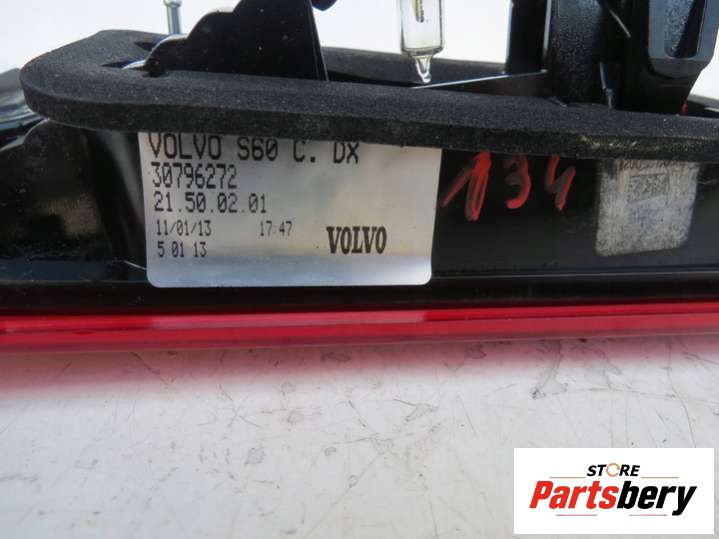 VOLVO S60 C. DX
30796272
21.50.02.01
11/01/13 17:47
5 01 13
VOLVO
134
STORE
Partsbery